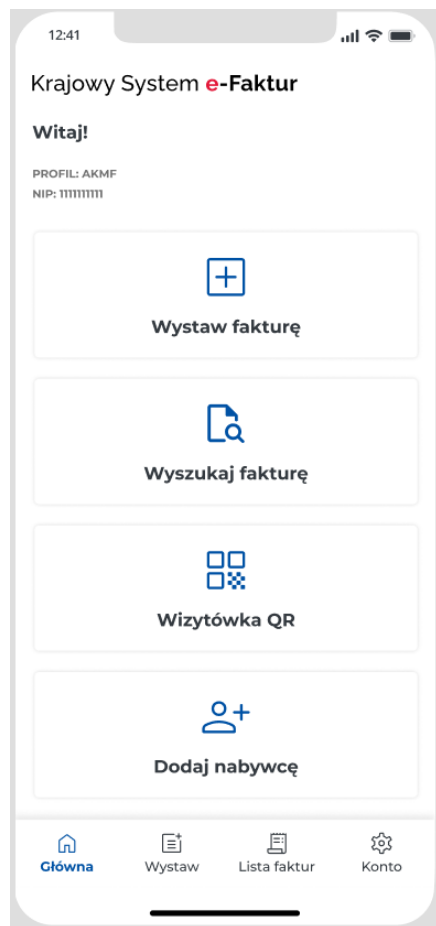 12:41
Krajowy System e-Faktur
Witaj!
PROFIL: AKMF
NIP: 1111111111
Wystaw fakturę
Wyszukaj fakturę
Wizytówka QR
Dodaj nabywcę
Główna Wystaw Lista faktur Konto